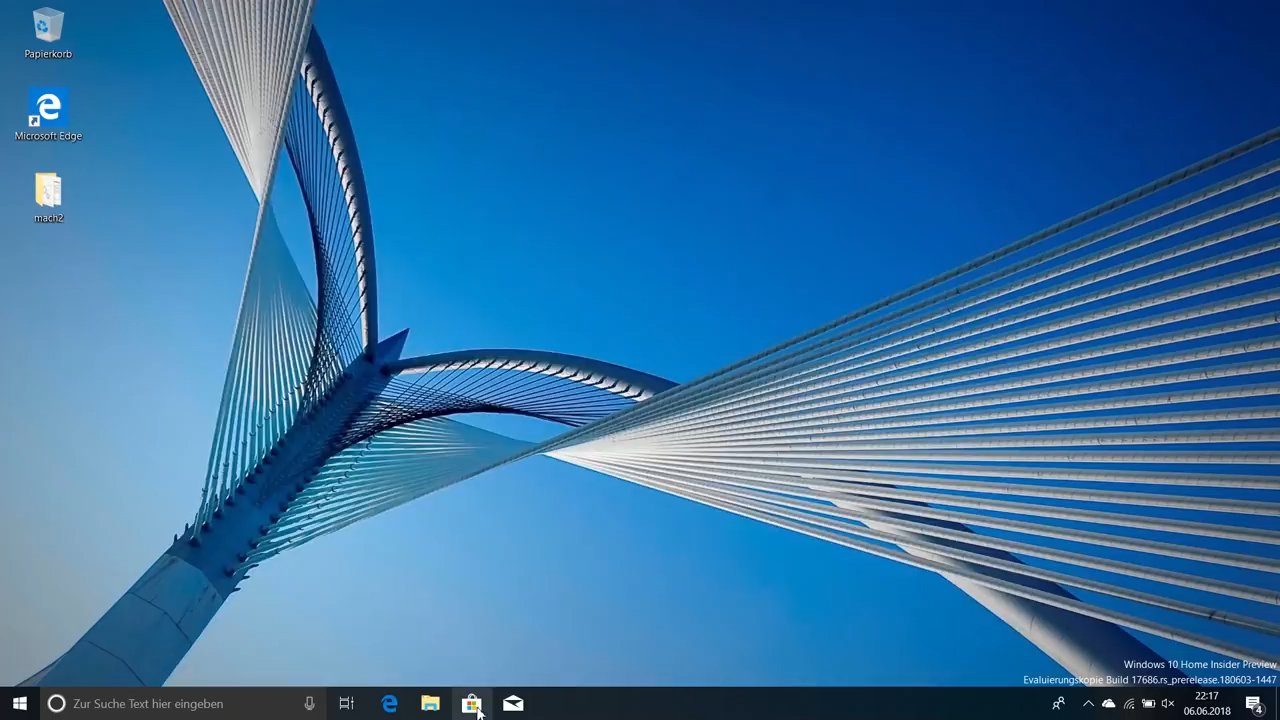 Papierkorb
Microsoft Edge
mach2
Windows 10 Home Insider Preview
Evaluierungskopie Build 17686.rs_prerelease.180603-1447
Zur Suche Text hier eingeben
22:17
06.06.2018
4